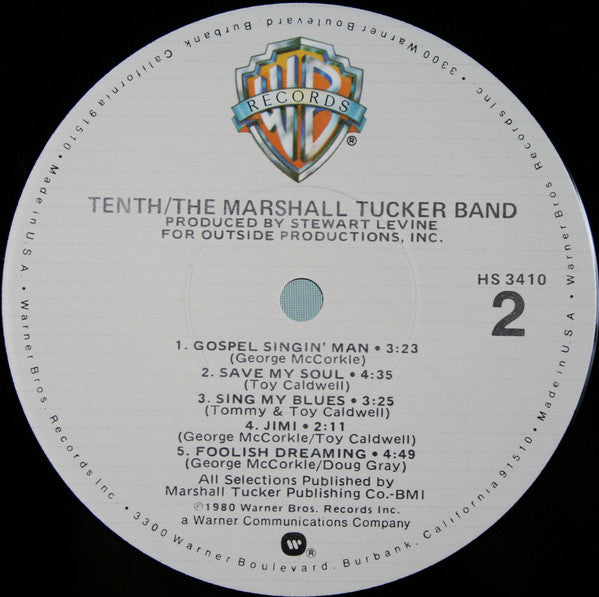 WB
RECORDS
®
TENTH/THE MARSHALL TUCKER BAND
PRODUCED BY STEWART LEVINE
FOR OUTSIDE PRODUCTIONS, INC.
HS 3410
2
1. GOSPEL SINGIN' MAN • 3:23
(George McCorkle)
2. SAVE MY SOUL • 4:35
(Toy Caldwell)
3. SING MY BLUES • 3:25
(Tommy & Toy Caldwell)
4. JIMI • 2:11
(George McCorkle/Toy Caldwell)
5. FOOLISH DREAMING • 4:49
(George McCorkle/Doug Gray)
All Selections Published by
Marshall Tucker Publishing Co.-BMI
©1980 Warner Bros. Records Inc.
a Warner Communications Company
®
Warner Bros. Records Inc. • 3300 Warner Boulevard, Burbank, California 91510 • Made in U.S.A. • Warner Bros. Records Inc. • 3300 Warner Boulevard, Burbank, California 91510 • Made in U.S.A. •